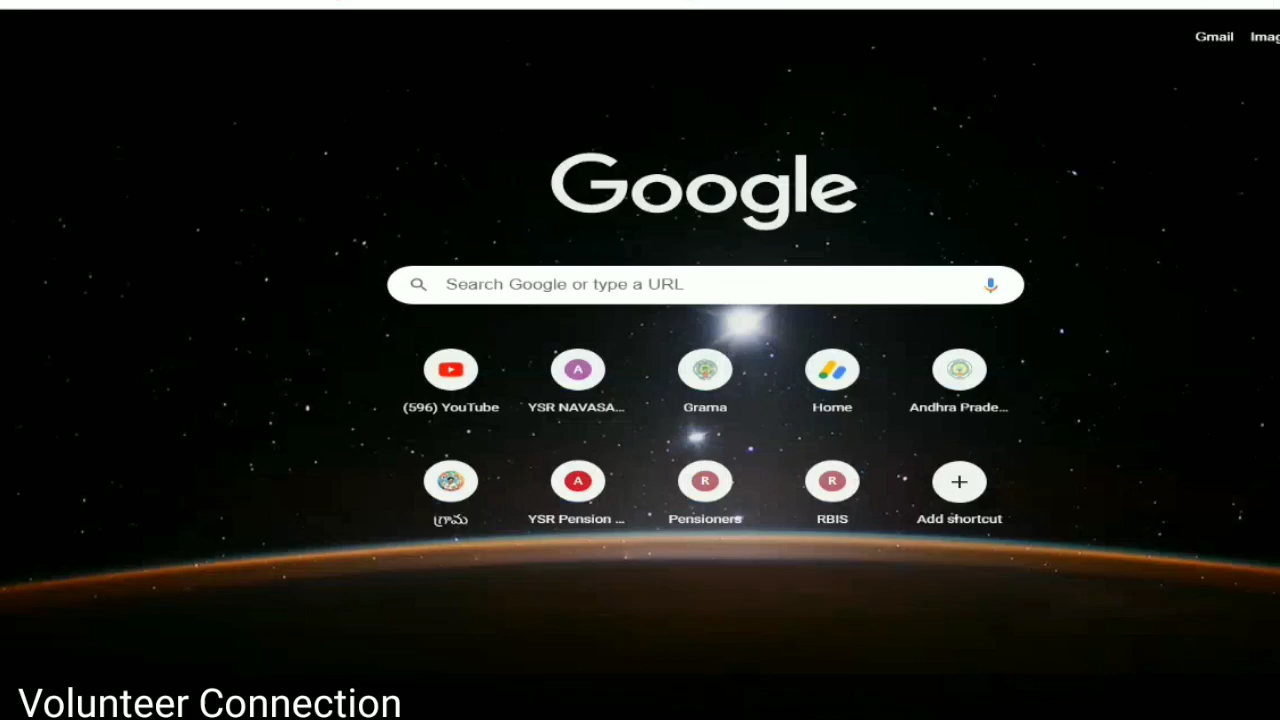 Gmail Imag
Google
Search Google or type a URL
A
(596) YouTube YSR NAVASA... Grama Home Andhra Prade...
A R R
గ్రామ YSR Pension ... Pensioners RBIS Add shortcut
Volunteer Connection